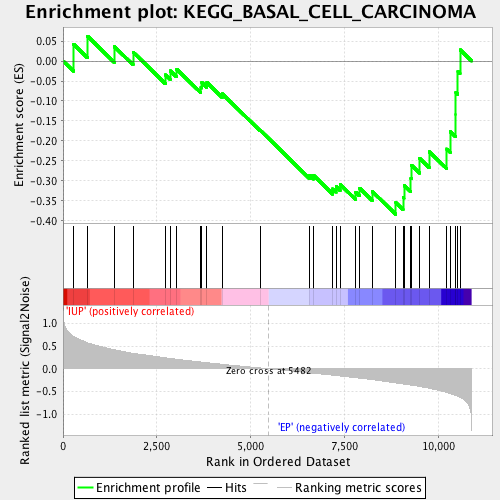 Enrichment plot: KEGG_BASAL_CELL_CARCINOMA
Enrichment score (ES)
0.05
0.00
-0.05
-0.10
-0.15
-0.20
-0.25
-0.30
-0.35
-0.40
'IUP' (positively correlated)
Ranked list metric (Signal2Noise)
1.0
0.5
0.0
-0.5
-1.0
Zero cross at 5482
'EP' (negatively correlated)
0
2,500
5,000
7,500
10,000
Rank in Ordered Dataset
Enrichment profile
Hits
Ranking metric scores